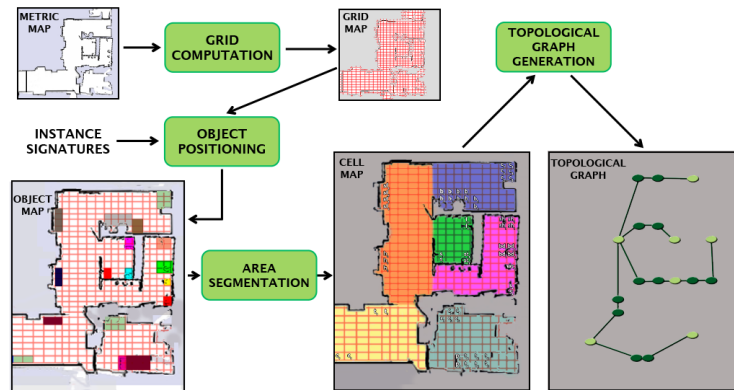 METRIC
MAP
GRID
COMPUTATION
GRID
MAP
TOPOLOGICAL
GRAPH
GENERATION
INSTANCE
SIGNATURES
OBJECT
POSITIONING
OBJECT
MAP
AREA
SEGMENTATION
CELL
MAP
TOPOLOGICAL
GRAPH